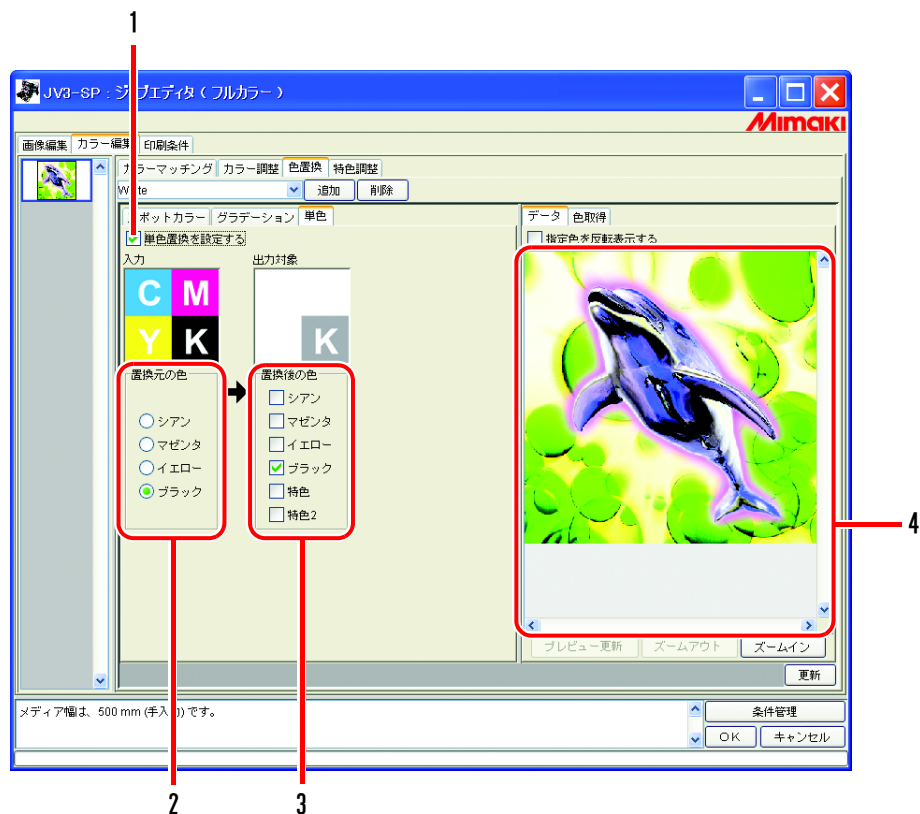 1
JV3-SP : ジョブエディタ ( フルカラー )
Mimaki
画像編集 カラー編集 印刷条件
カラーマッチング カラー調整 色置換 特色調整
追加 削除
グラデーション 単色
データ 色取得
単色置換を設定する
指定色を反転表示する
入力
出力対象
C M
Y K
K
置換元の色
置換後の色
シアン
マゼンタ
イエロー
ブラック
シアン
マゼンタ
イエロー
ブラック
特色
特色2
4
プレビュー更新 ズームアウト ズームイン
更新
メディア幅は、500 mm (手入力) です。
条件管理
OK キャンセル
2
3